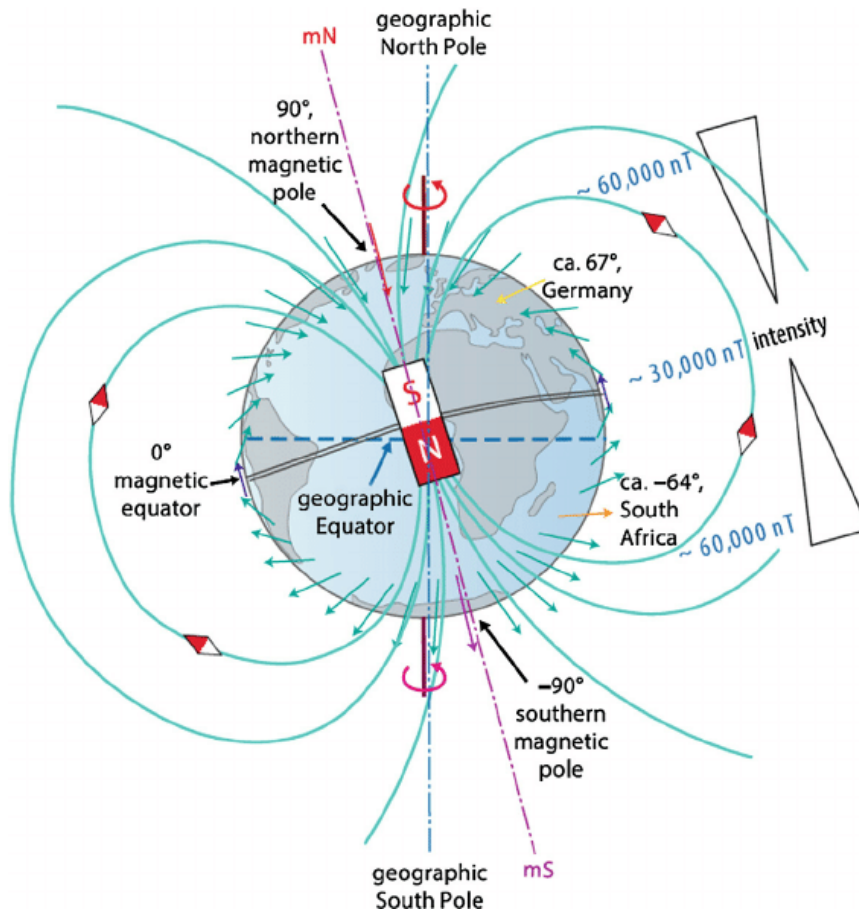 mN
geographic
North Pole
90°,
northern
magnetic
pole
~ 60,000 nT
ca. 67°,
Germany
intensity
~ 30,000 nT
S
N
0°
magnetic
equator
geographic
Equator
ca. –64°,
South
Africa
~ 60,000 nT
–90°
southern
magnetic
pole
geographic
South Pole
mS